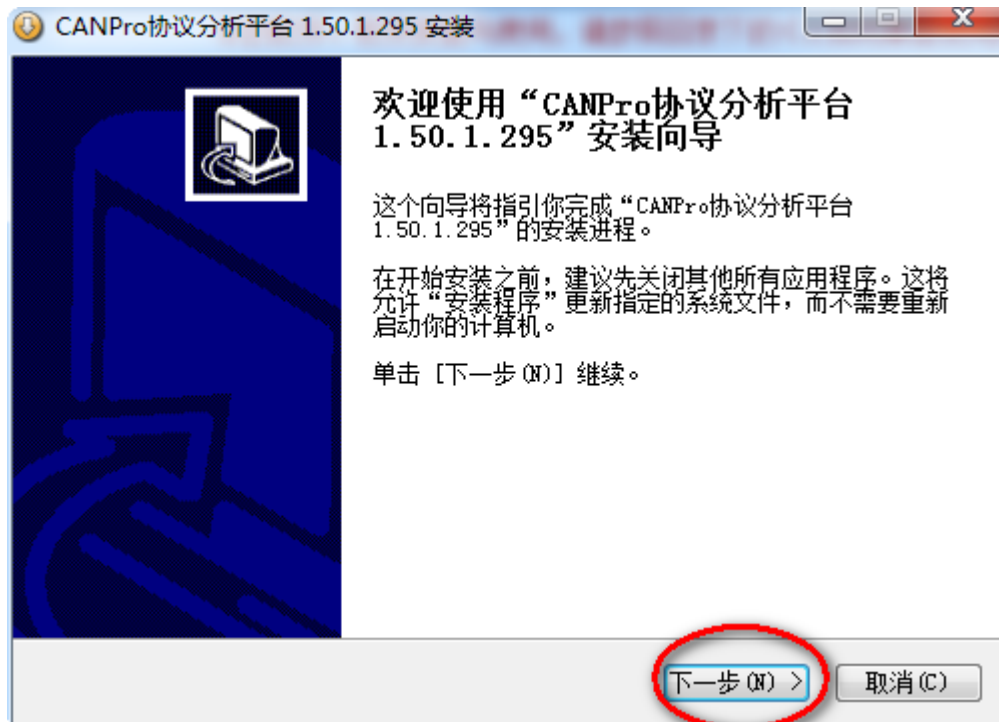 CANPro协议分析平台 1.50.1.295 安装
欢迎使用“CANPro协议分析平台
1.50.1.295”安装向导
这个向导将指引你完成“CANPro协议分析平台
1.50.1.295”的安装进程。
在开始安装之前，建议先关闭其他所有应用程序。这将
允许“安装程序”更新指定的系统文件，而不需要重新
启动你的计算机。
单击 [下一步(N)] 继续。
下一步(N) >
取消(C)